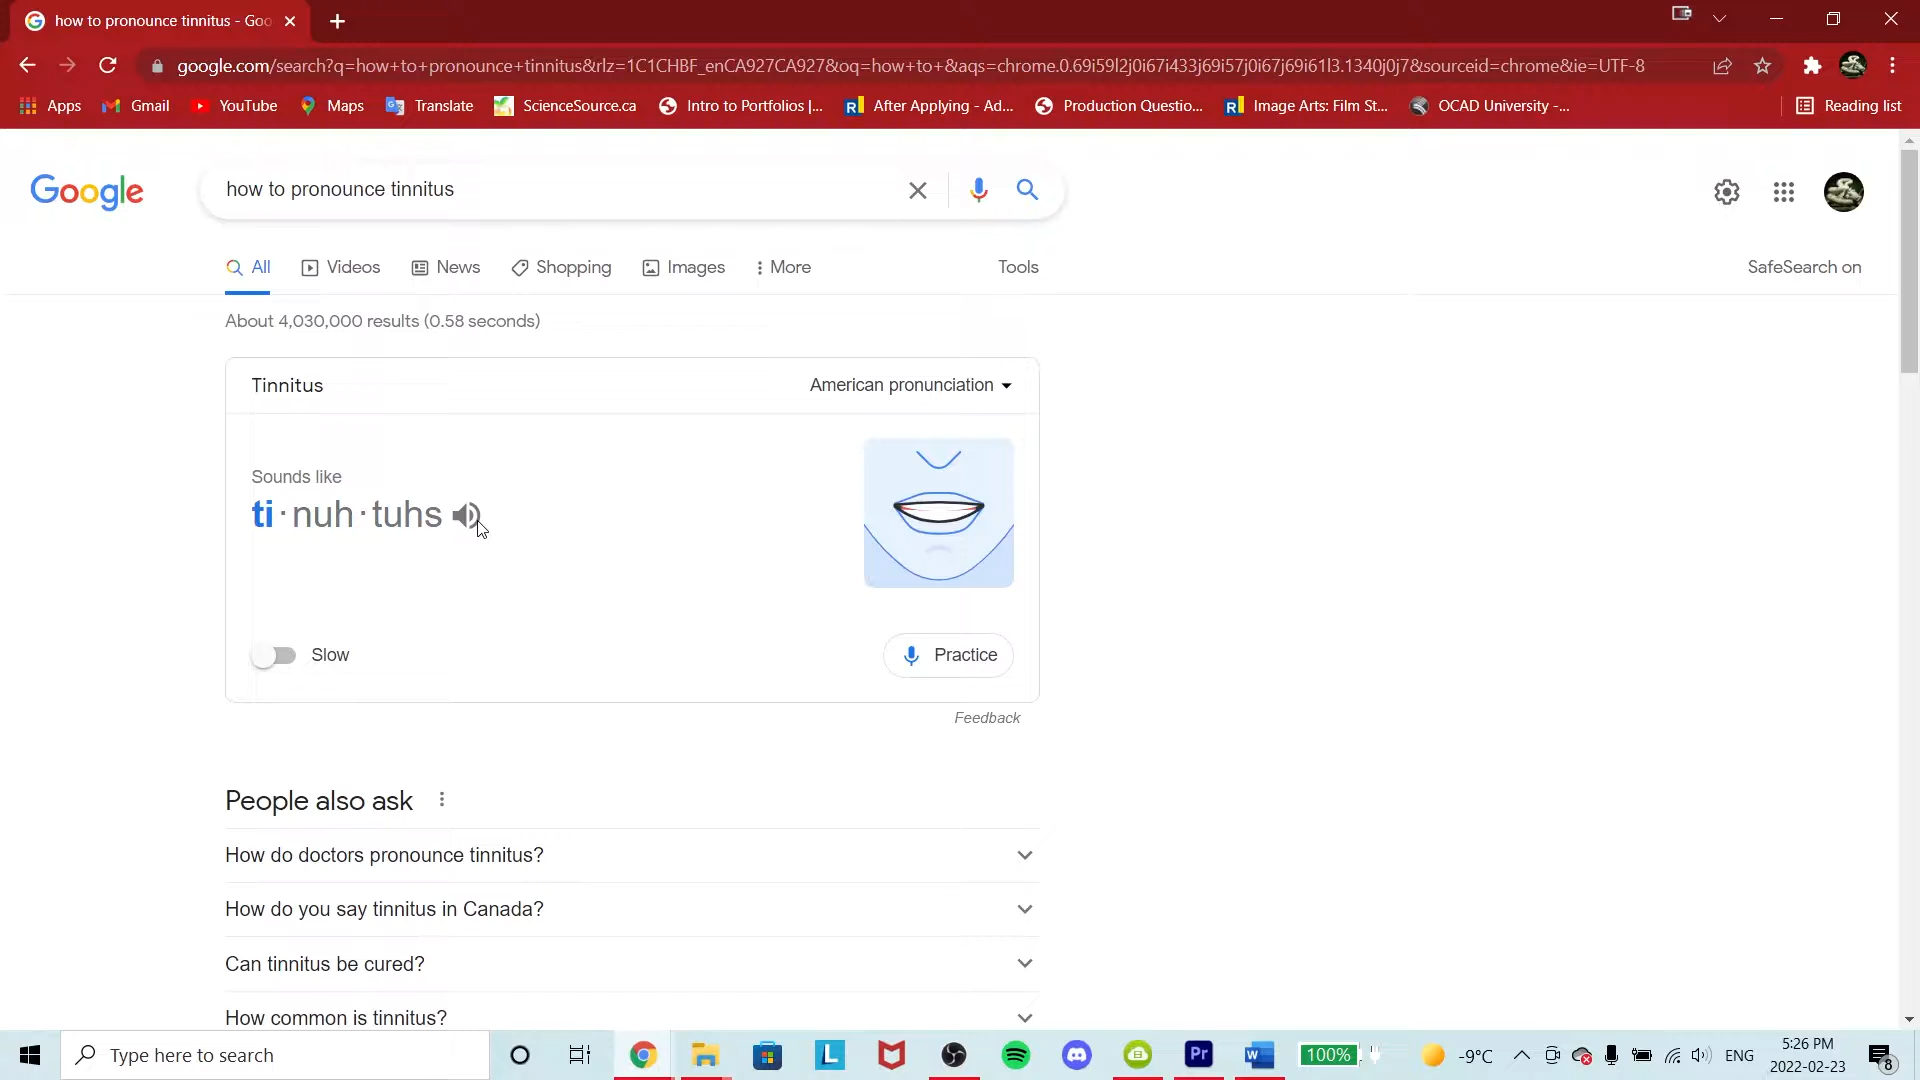 how to pronounce tinnitus - Goo
google.com/search?q=how+to+pronounce+tinnitus&rlz=1C1CHBF_enCA927CA927&oq=how+to+&aqs=chrome.0.69i59l2j0i67i433j69i57j0i67j69i61l3.1340j0j7&sourceid=chrome&ie=UTF-8
Apps Gmail YouTube Maps Translate ScienceSource.ca Intro to Portfolios |... After Applying - Ad... Production Questio... Image Arts: Film St... OCAD University -... Reading list
Google how to pronounce tinnitus
All Videos News Shopping Images More Tools SafeSearch on
About 4,030,000 results (0.58 seconds)
Tinnitus American pronunciation
Sounds like
ti·nuh·tuhs
Slow Practice
Feedback
People also ask
How do doctors pronounce tinnitus?
How do you say tinnitus in Canada?
Can tinnitus be cured?
How common is tinnitus?
Type here to search L Pr W 100% -9°C ENG 5:26 PM
2022-02-23 8